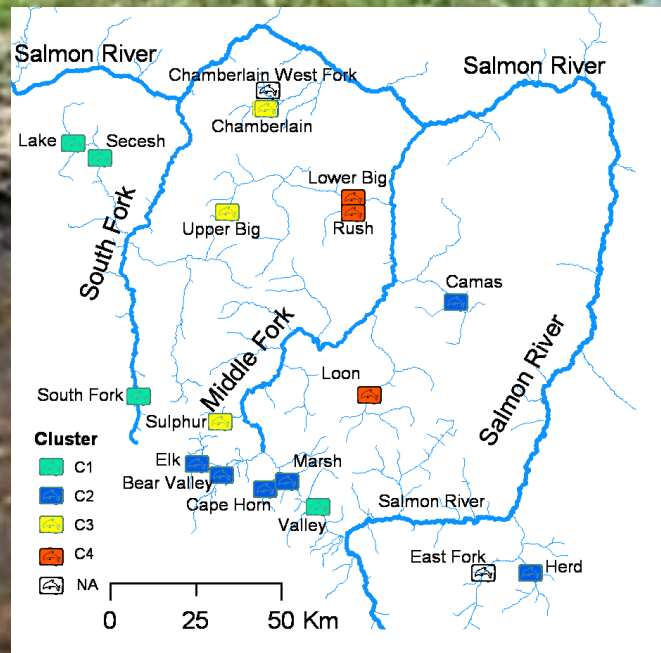 Salmon River
Salmon River
Chamberlain West Fork
Chamberlain
Lake
Secesh
Lower Big
Rush
Upper Big
South Fork
Camas
Middle Fork
Loon
Salmon River
South Fork
Sulphur
Cluster
C1
C2
C3
C4
NA
Elk
Bear Valley
Marsh
Cape Horn
Valley
Salmon River
East Fork
Herd
0 25 50 Km